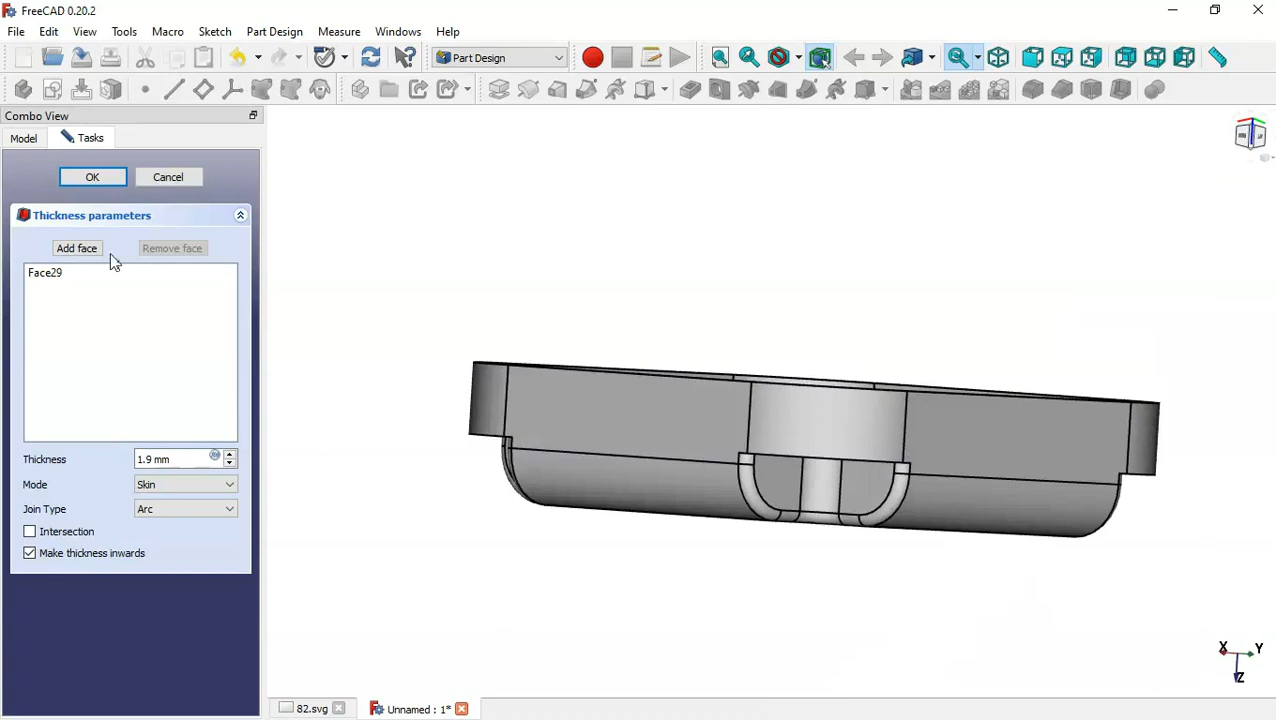 FreeCAD 0.20.2
File Edit View Tools Macro Sketch Part Design Measure Windows Help
Part Design
Combo View
Model Tasks
OK Cancel
Thickness parameters
Add face Remove face
Face29
Thickness 1.9 mm
Mode Skin
Join Type Arc
Intersection
Make thickness inwards
X Y
Z
82.svg Unnamed : 1*